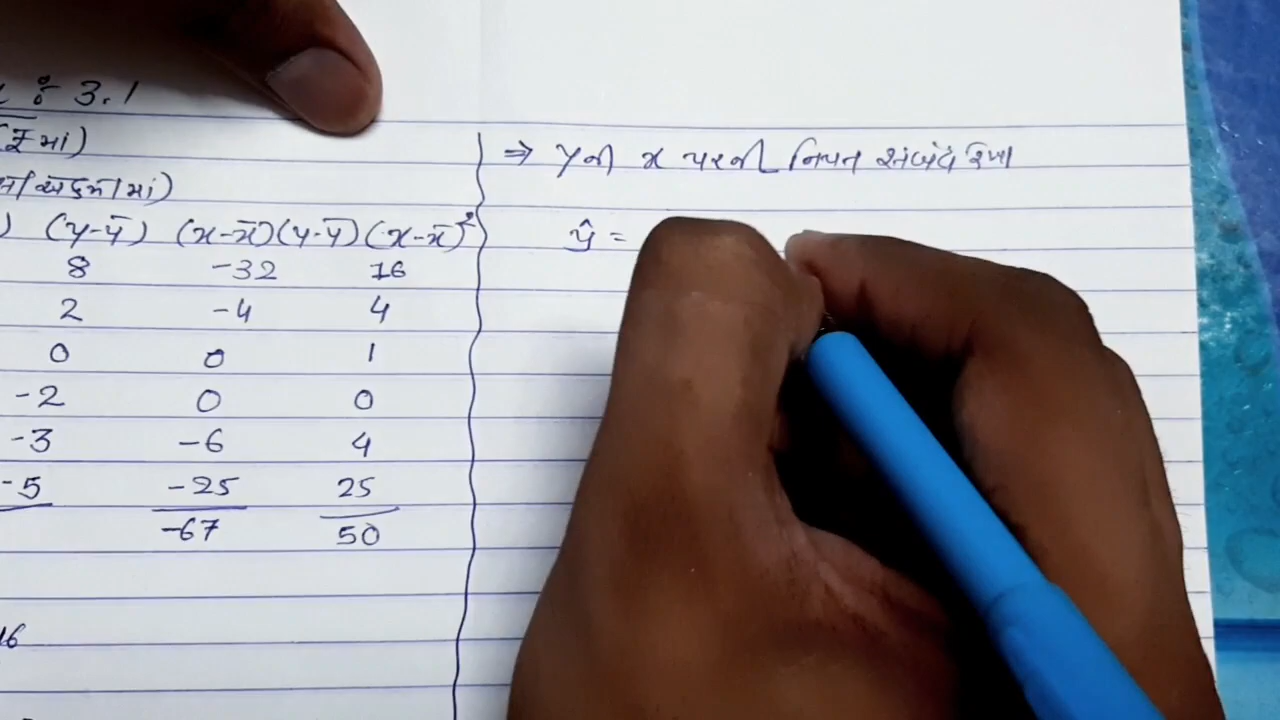 : 3.1
(₹માં)
(y-ȳ) (x-x̄)(y-ȳ) (x-x̄)²
8 -32 16
2 -4 4
0 0 1
-2 0 0
-3 -6 4
-5 -25 25
-67 50
16
⇒ yની x પરની નિયત સંબંધ રેખા
ŷ =